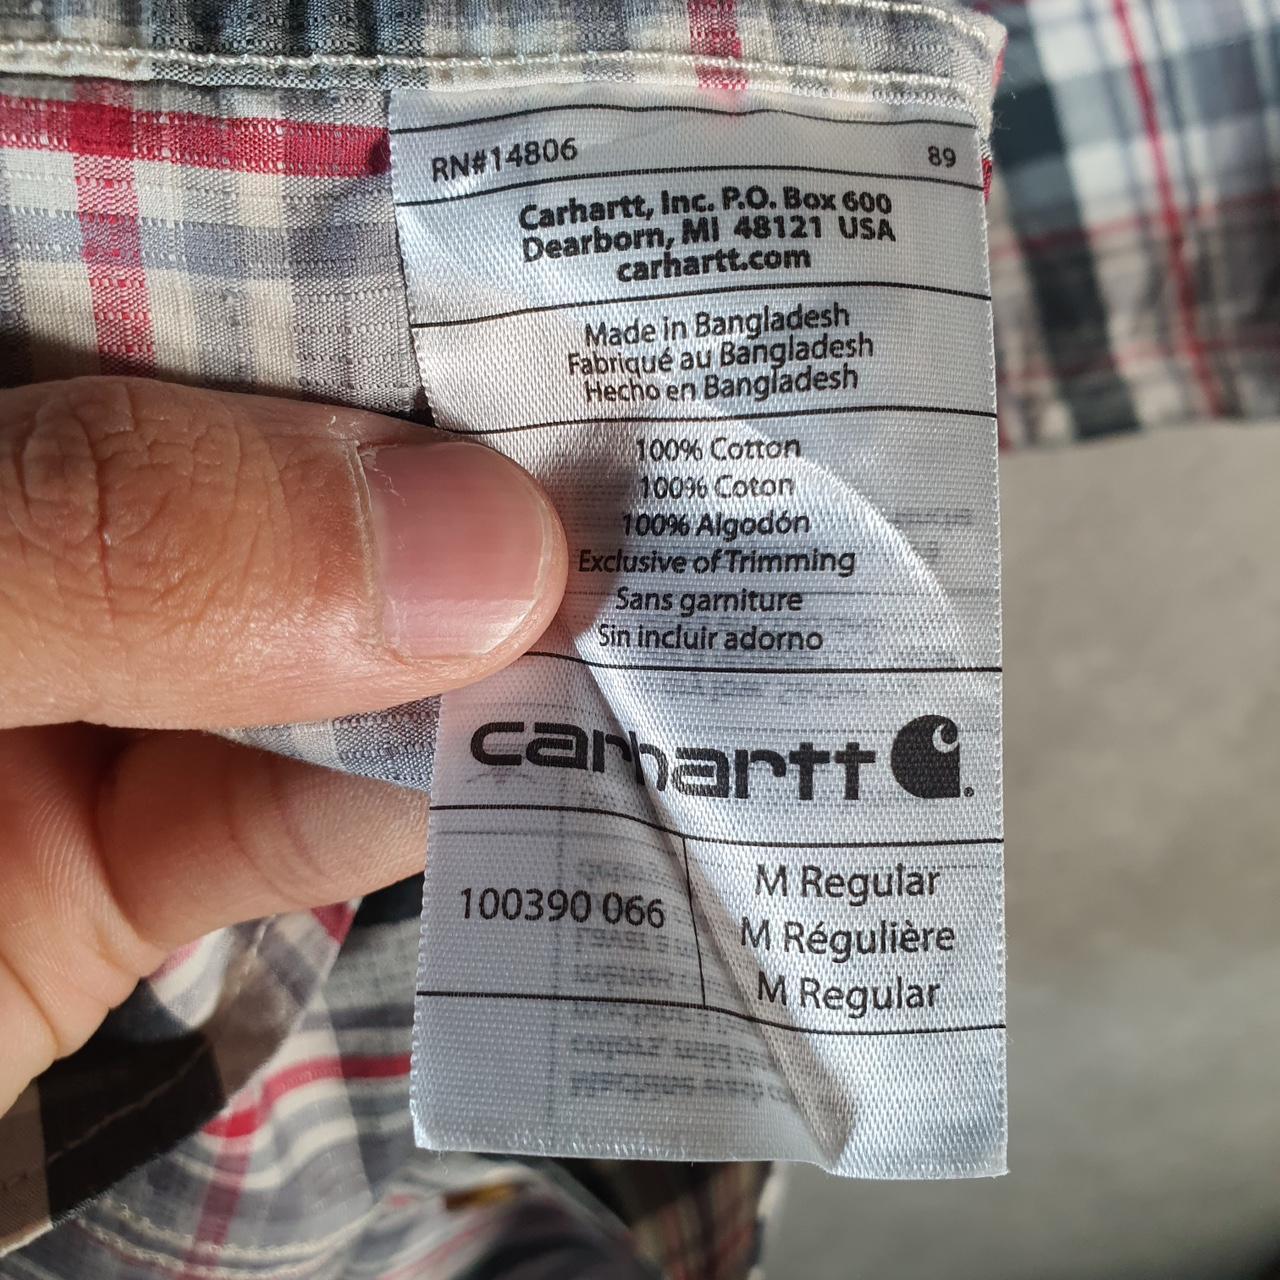 RN#14806 89
Carhartt, Inc. P.O. Box 600
Dearborn, MI 48121 USA
carhartt.com
Made in Bangladesh
Fabriqué au Bangladesh
Hecho en Bangladesh
100% Cotton
100% Coton
100% Algodón
Exclusive of Trimming
Sans garniture
Sin incluir adorno
carhartt
100390 066
M Regular
M Régulière
M Regular